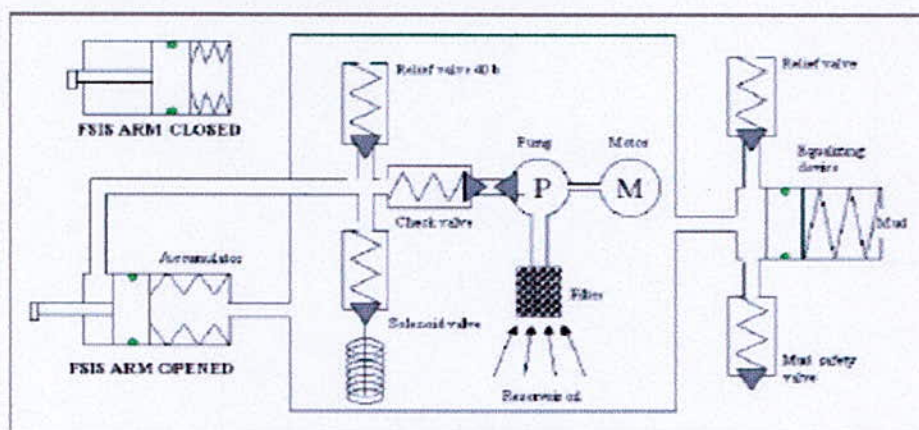 Relief valve 40 b
Relief valve
FSIS ARM CLOSED
Pump
Motor
Equalizing
device
P
M
Mud
Check valve
Accumulator
Filter
Solenoid valve
FSIS ARM OPENED
Mud safety
valve
Reservoir oil